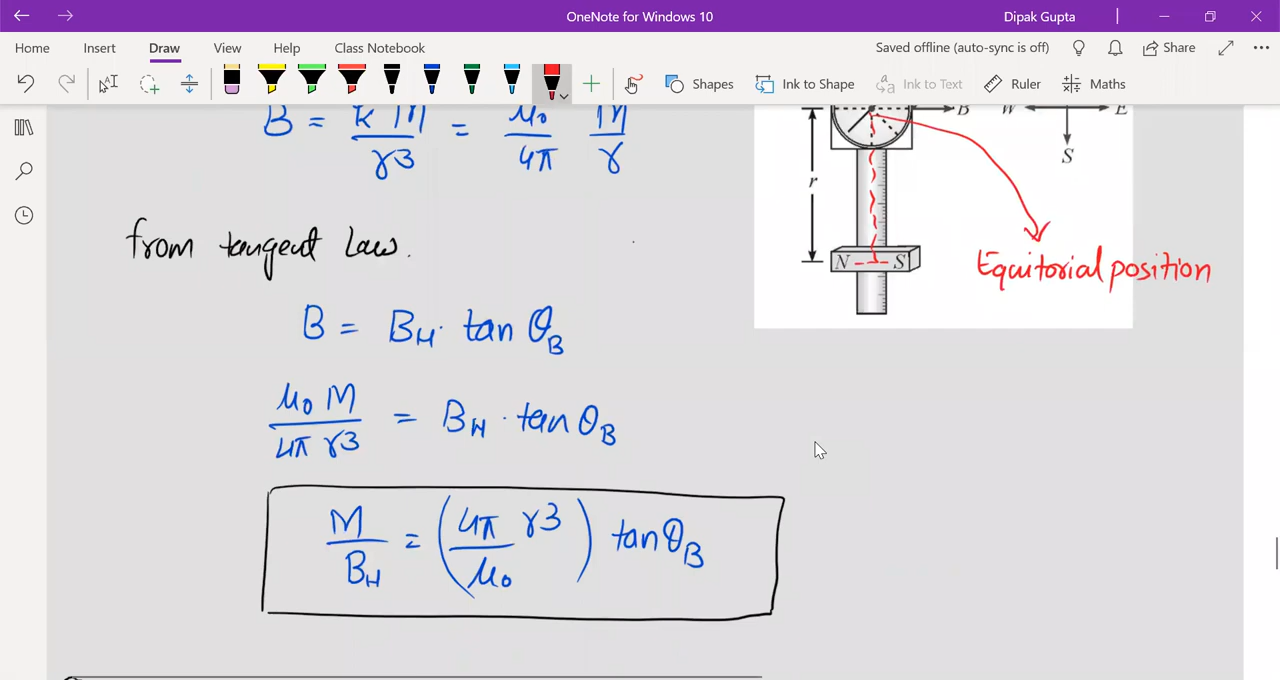 OneNote for Windows 10
Dipak Gupta
Home Insert Draw View Help Class Notebook
Saved offline (auto-sync is off) Share
Shapes Ink to Shape Ink to Text Ruler Maths
B = k M / r3 = μ0 / 4π M / r
B W E
S
r
from tangent Law.
N S
Equitorial position
B = BH · tan θB
μ0 M / 4π r3 = BH · tan θB
M / BH = (4π r3 / μ0) tan θB